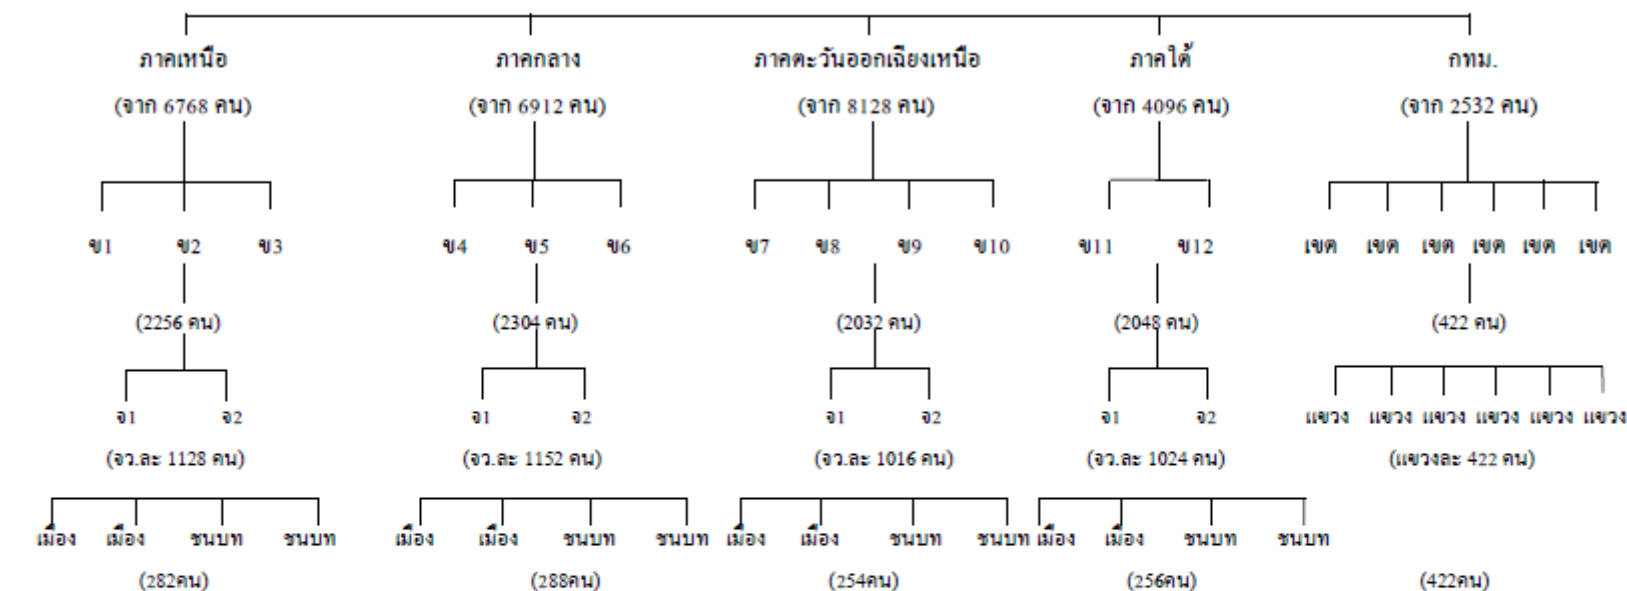 ภาคเหนือ ภาคกลาง ภาคตะวันออกเฉียงเหนือ ภาคใต้ กทม.
(จาก 6768 คน) (จาก 6912 คน) (จาก 8128 คน) (จาก 4096 คน) (จาก 2532 คน)
ข1 ข2 ข3 ข4 ข5 ข6 ข7 ข8 ข9 ข10 ข11 ข12 เขต เขต เขต เขต เขต เขต
(2256 คน) (2304 คน) (2032 คน) (2048 คน) (422 คน)
จ1 จ2 จ1 จ2 จ1 จ2 จ1 จ2 แขวง แขวง แขวง แขวง แขวง แขวง
(จว.ละ 1128 คน) (จว.ละ 1152 คน) (จว.ละ 1016 คน) (จว.ละ 1024 คน) (แขวงละ 422 คน)
เมือง เมือง ชนบท ชนบท เมือง เมือง ชนบท ชนบท เมือง เมือง ชนบท ชนบท เมือง เมือง ชนบท ชนบท
(282คน) (288คน) (254คน) (256คน) (422คน)